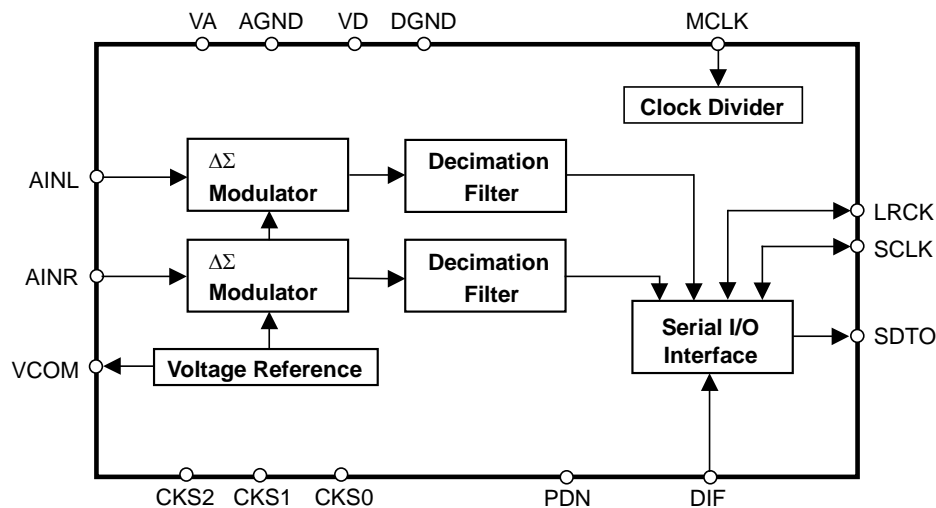 VA AGND VD DGND MCLK
Clock Divider
ΔΣ
Modulator
Decimation
Filter
AINL
LRCK
SCLK
ΔΣ
Modulator
Decimation
Filter
AINR
Serial I/O
Interface
SDTO
VCOM
Voltage Reference
CKS2 CKS1 CKS0 PDN DIF